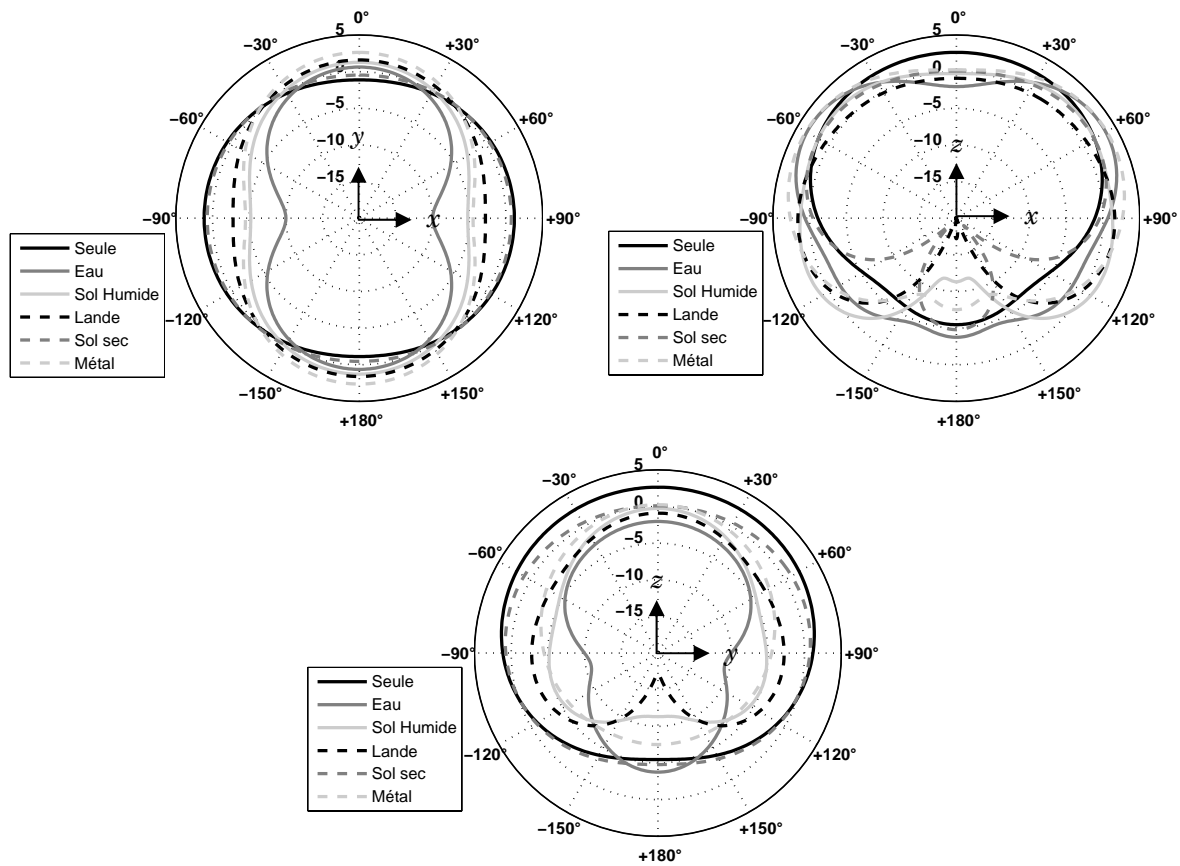 0°
5
−30°
+30°
0
−60°
+60°
−5
−10
−15
y
x
−90°
+90°
Seule
Eau
Sol Humide
Lande
Sol sec
Métal
−120°
+120°
−150°
+150°
+180°
0°
5
−30°
+30°
0
−60°
+60°
−5
−10
−15
z
x
−90°
+90°
Seule
Eau
Sol Humide
Lande
Sol sec
Métal
+120°
−150°
+150°
+180°
0°
5
−30°
+30°
0
−60°
+60°
−5
−10
−15
z
y
−90°
+90°
Seule
Eau
Sol Humide
Lande
Sol sec
Métal
−120°
+120°
−150°
+150°
+180°